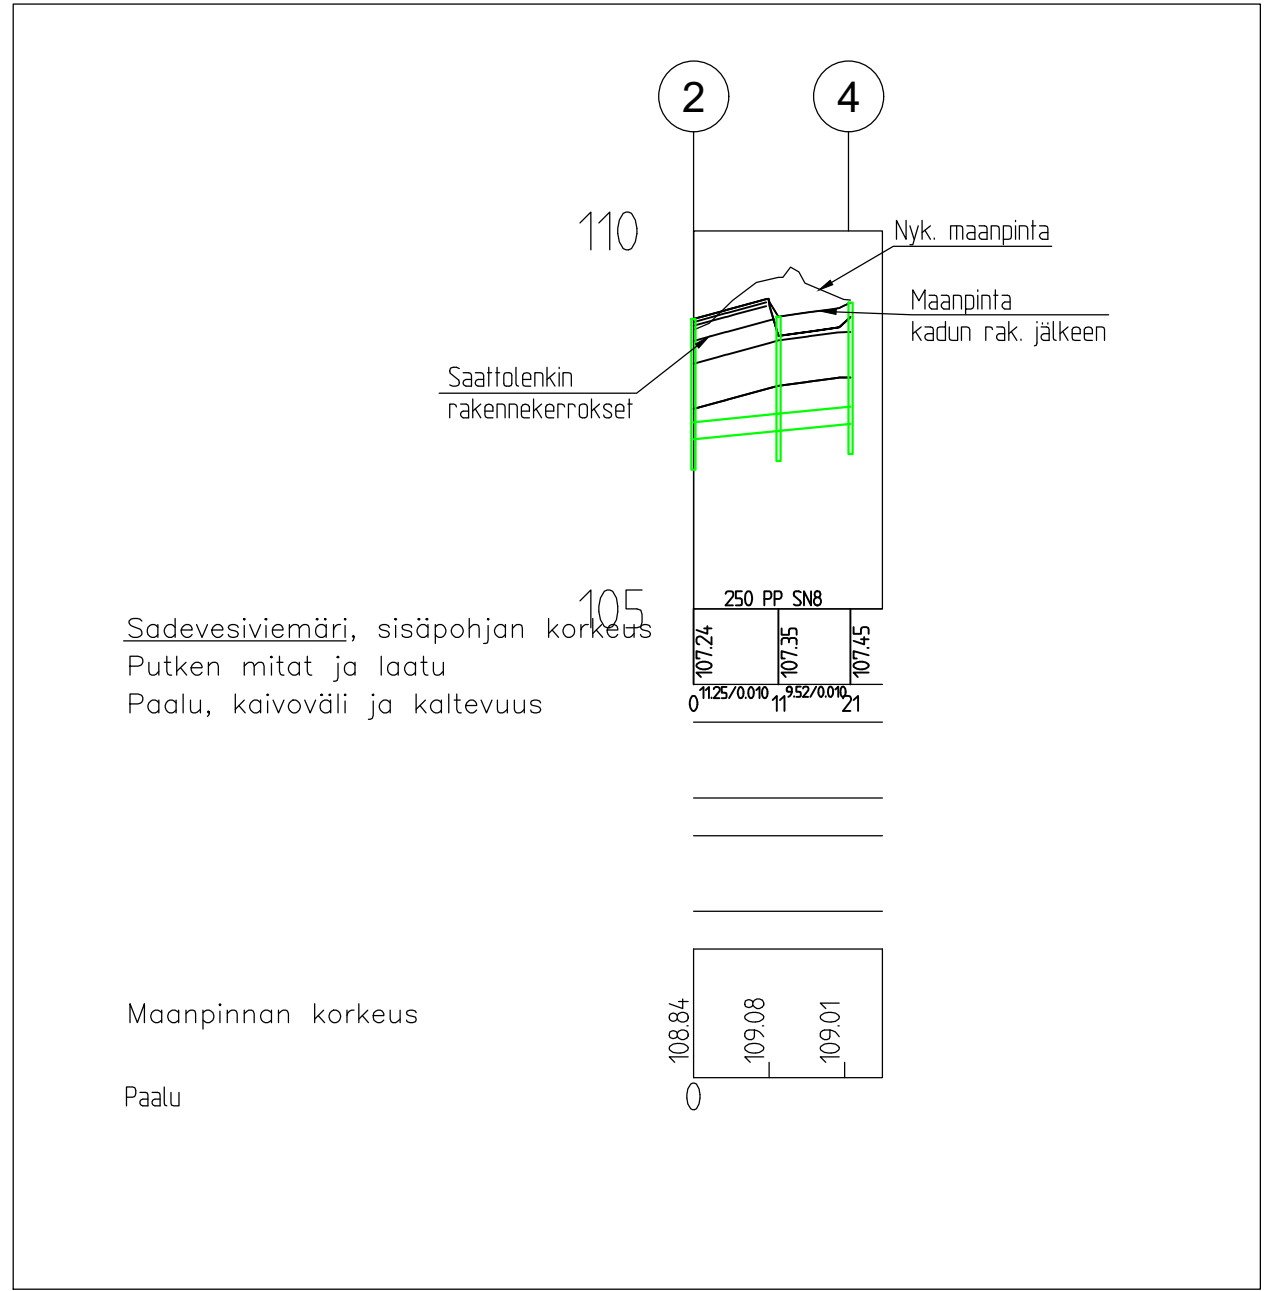 2 4
110
Nyk. maanpinta
Maanpinta
kadun rak. jälkeen
Saattolenkin
rakennekerrokset
105
250 PP SN8
Sadevesiviemäri, sisäpohjan korkeus
107.24 107.35 107.45
Putken mitat ja laatu
Paalu, kaivoväli ja kaltevuus
0 11.25/0.010 11 9.52/0.010 21
Maanpinnan korkeus
108.84 109.08 109.01
Paalu
0